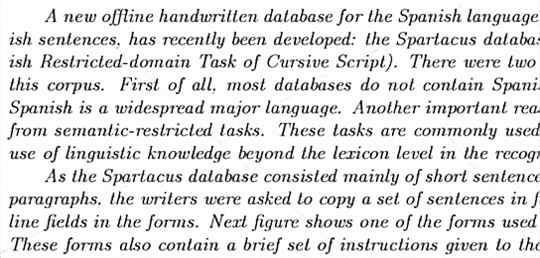 A new offline handwritten database for the Spanish language
ish sentences, has recently been developed: the Spartacus databas
ish Restricted-domain Task of Cursive Script). There were two
this corpus. First of all, most databases do not contain Spani
Spanish is a widespread major language. Another important rea
from semantic-restricted tasks. These tasks are commonly used
use of linguistic knowledge beyond the lexicon level in the recogn
As the Spartacus database consisted mainly of short sentence
paragraphs, the writers were asked to copy a set of sentences in f
line fields in the forms. Next figure shows one of the forms used
These forms also contain a brief set of instructions given to the